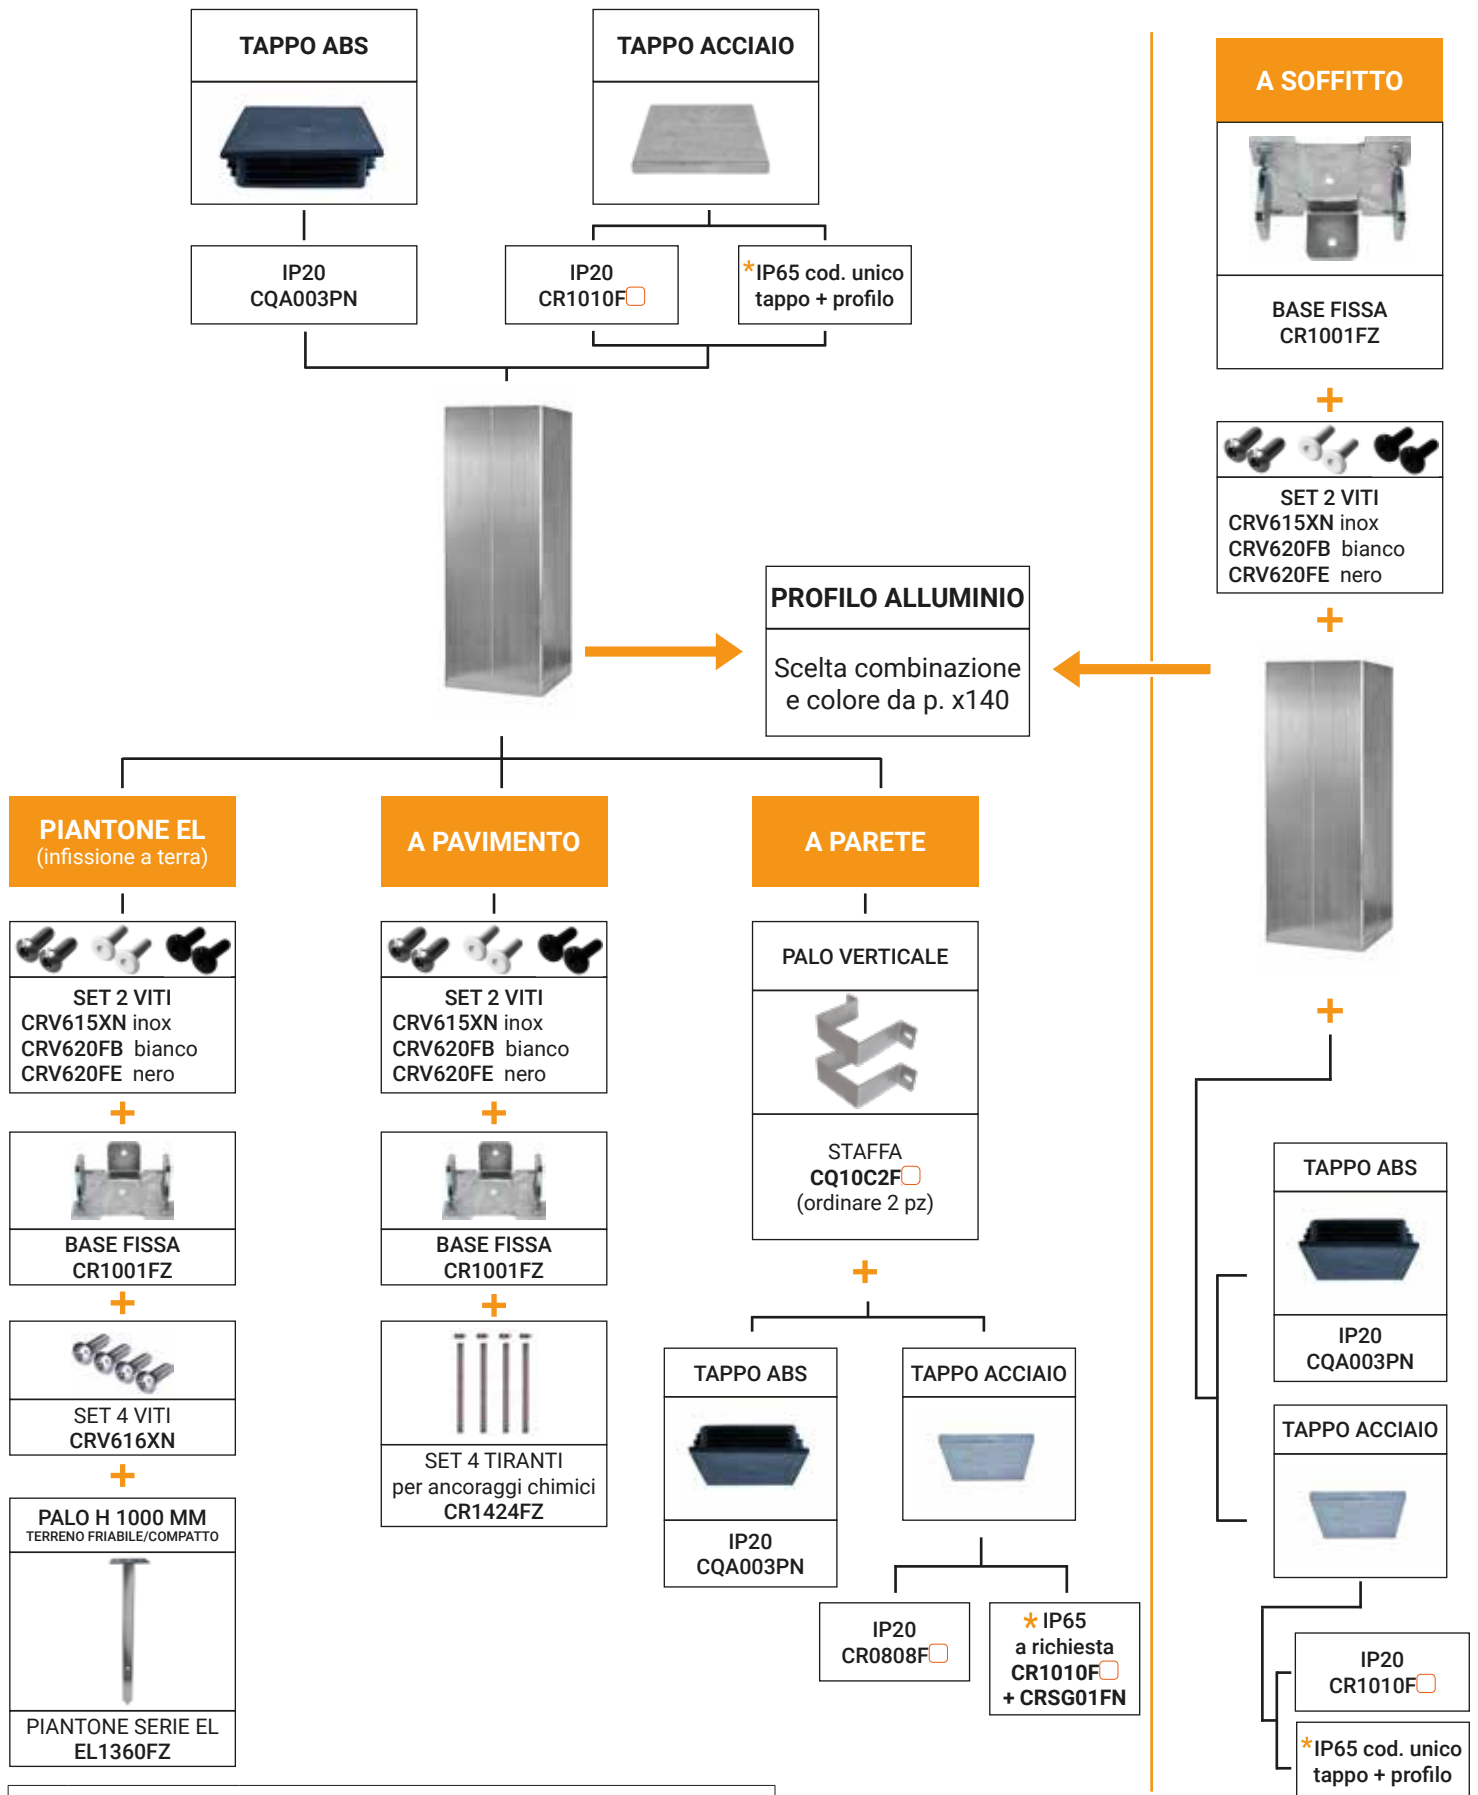 TAPPO ABS
IP20
CQA003PN
TAPPO ACCIAIO
IP20
CR1010F
*IP65 cod. unico
tappo + profilo
PROFILO ALLUMINIO
Scelta combinazione
e colore da p. x140
PIANTONE EL
(infissione a terra)
SET 2 VITI
CRV615XN inox
CRV620FB bianco
CRV620FE nero
+
BASE FISSA
CR1001FZ
+
SET 4 VITI
CRV616XN
+
PALO H 1000 MM
TERRENO FRIABILE/COMPATTO
PIANTONE SERIE EL
EL1360FZ
A PAVIMENTO
SET 2 VITI
CRV615XN inox
CRV620FB bianco
CRV620FE nero
+
BASE FISSA
CR1001FZ
+
SET 4 TIRANTI
per ancoraggi chimici
CR1424FZ
A PARETE
PALO VERTICALE
STAFFA
CQ10C2F
(ordinare 2 pz)
+
TAPPO ABS
IP20
CQA003PN
TAPPO ACCIAIO
IP20
CR0808F
* IP65
a richiesta
CR1010F
+ CRSG01FN
A SOFFITTO
BASE FISSA
CR1001FZ
+
SET 2 VITI
CRV615XN inox
CRV620FB bianco
CRV620FE nero
+
+
TAPPO ABS
IP20
CQA003PN
TAPPO ACCIAIO
IP20
CR1010F
*IP65 cod. unico
tappo + profilo